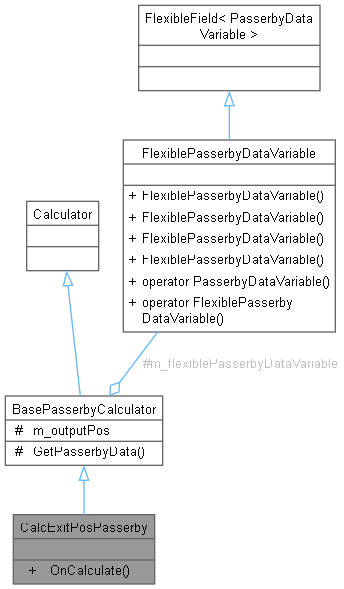 FlexibleField< PasserbyData
Variable >
FlexiblePasserbyDataVariable
+ FlexiblePasserbyDataVariable()
+ FlexiblePasserbyDataVariable()
+ FlexiblePasserbyDataVariable()
+ FlexiblePasserbyDataVariable()
+ operator PasserbyDataVariable()
+ operator FlexiblePasserby
DataVariable()
Calculator
#m_flexiblePasserbyDataVariable
BasePasserbyCalculator
# m_outputPos
# GetPasserbyData()
CalcExitPosPasserby
+ OnCalculate()